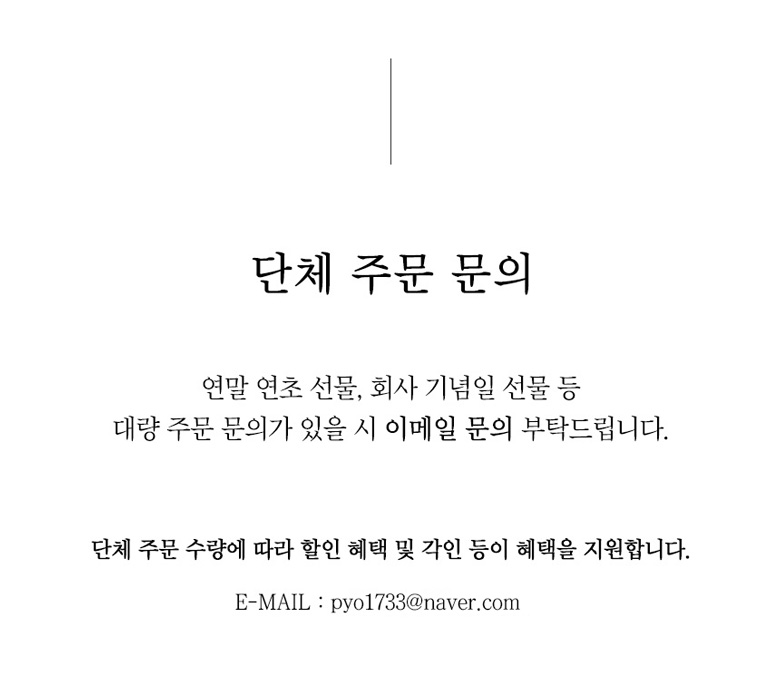 단체 주문 문의
연말 연초 선물, 회사 기념일 선물 등
대량 주문 문의가 있을 시 이메일 문의 부탁드립니다.
단체 주문 수량에 따라 할인 혜택 및 각인 등이 혜택을 지원합니다.
E-MAIL : pyo1733@naver.com